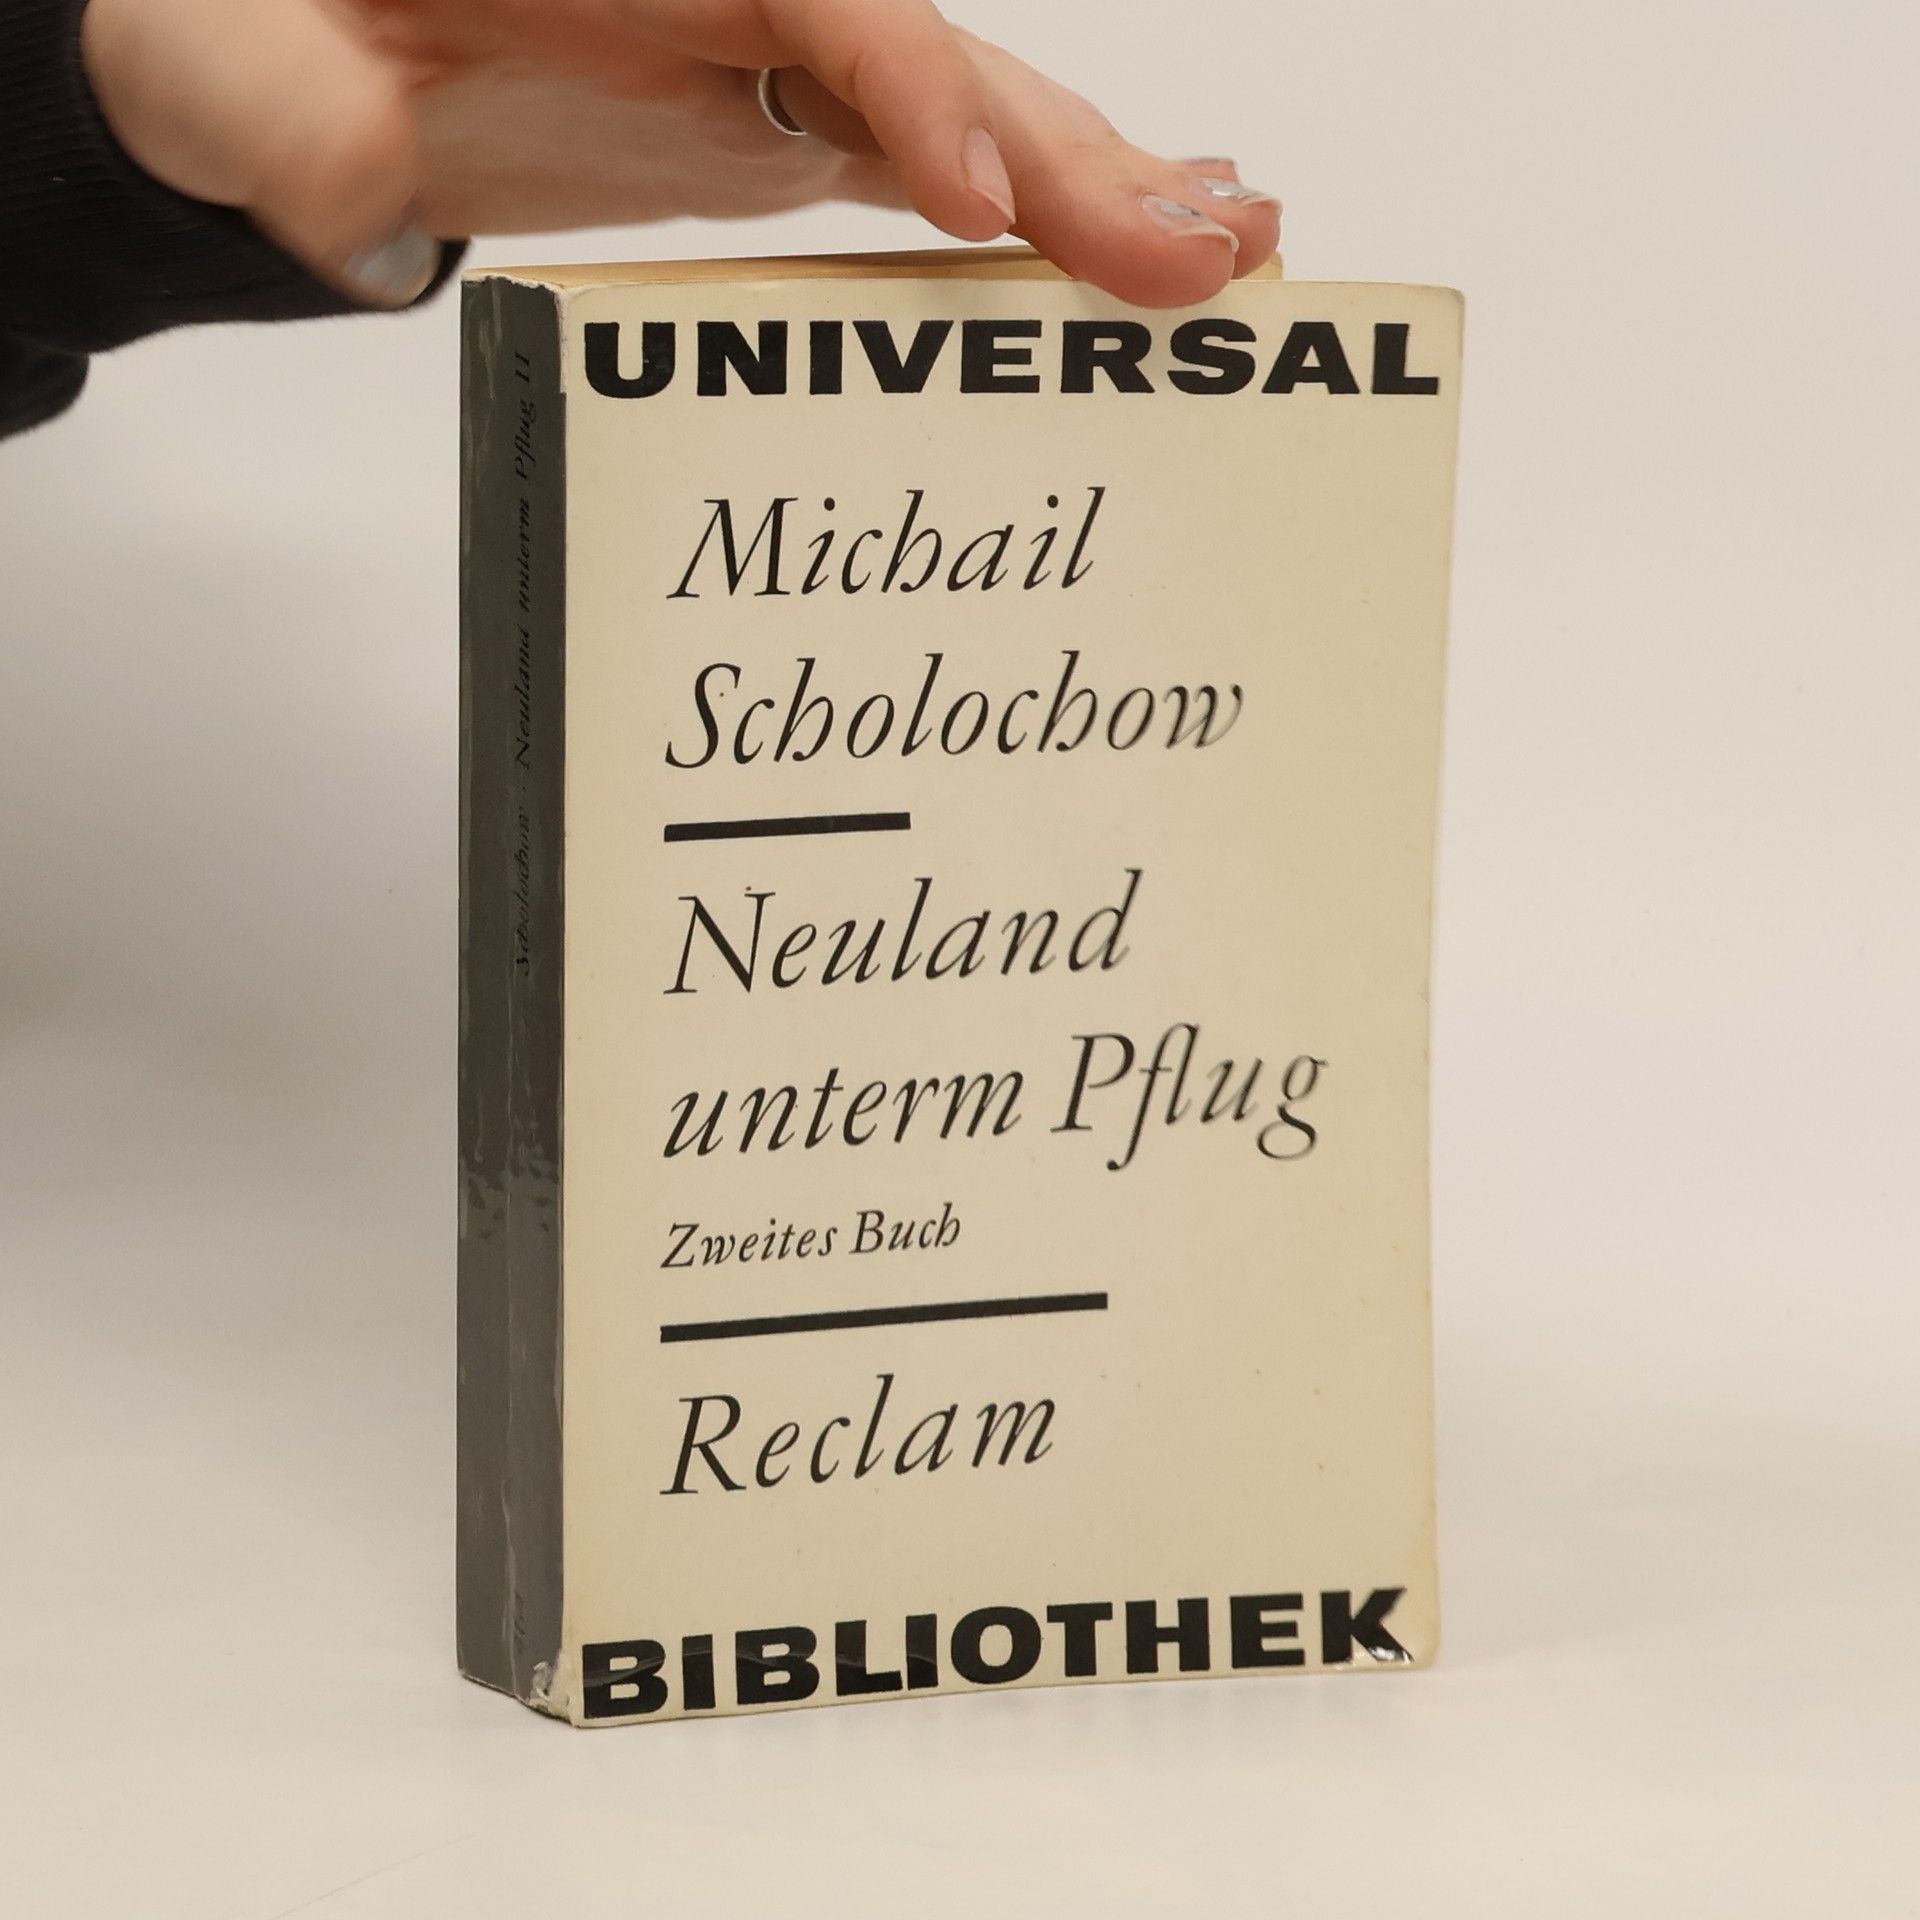 UNIVERSAL
Michail
Scholochow
Neuland
unterm Pflug
Zweites Buch
Reclam
BIBLIOTHEK
Scholochow · Neuland unterm Pflug II